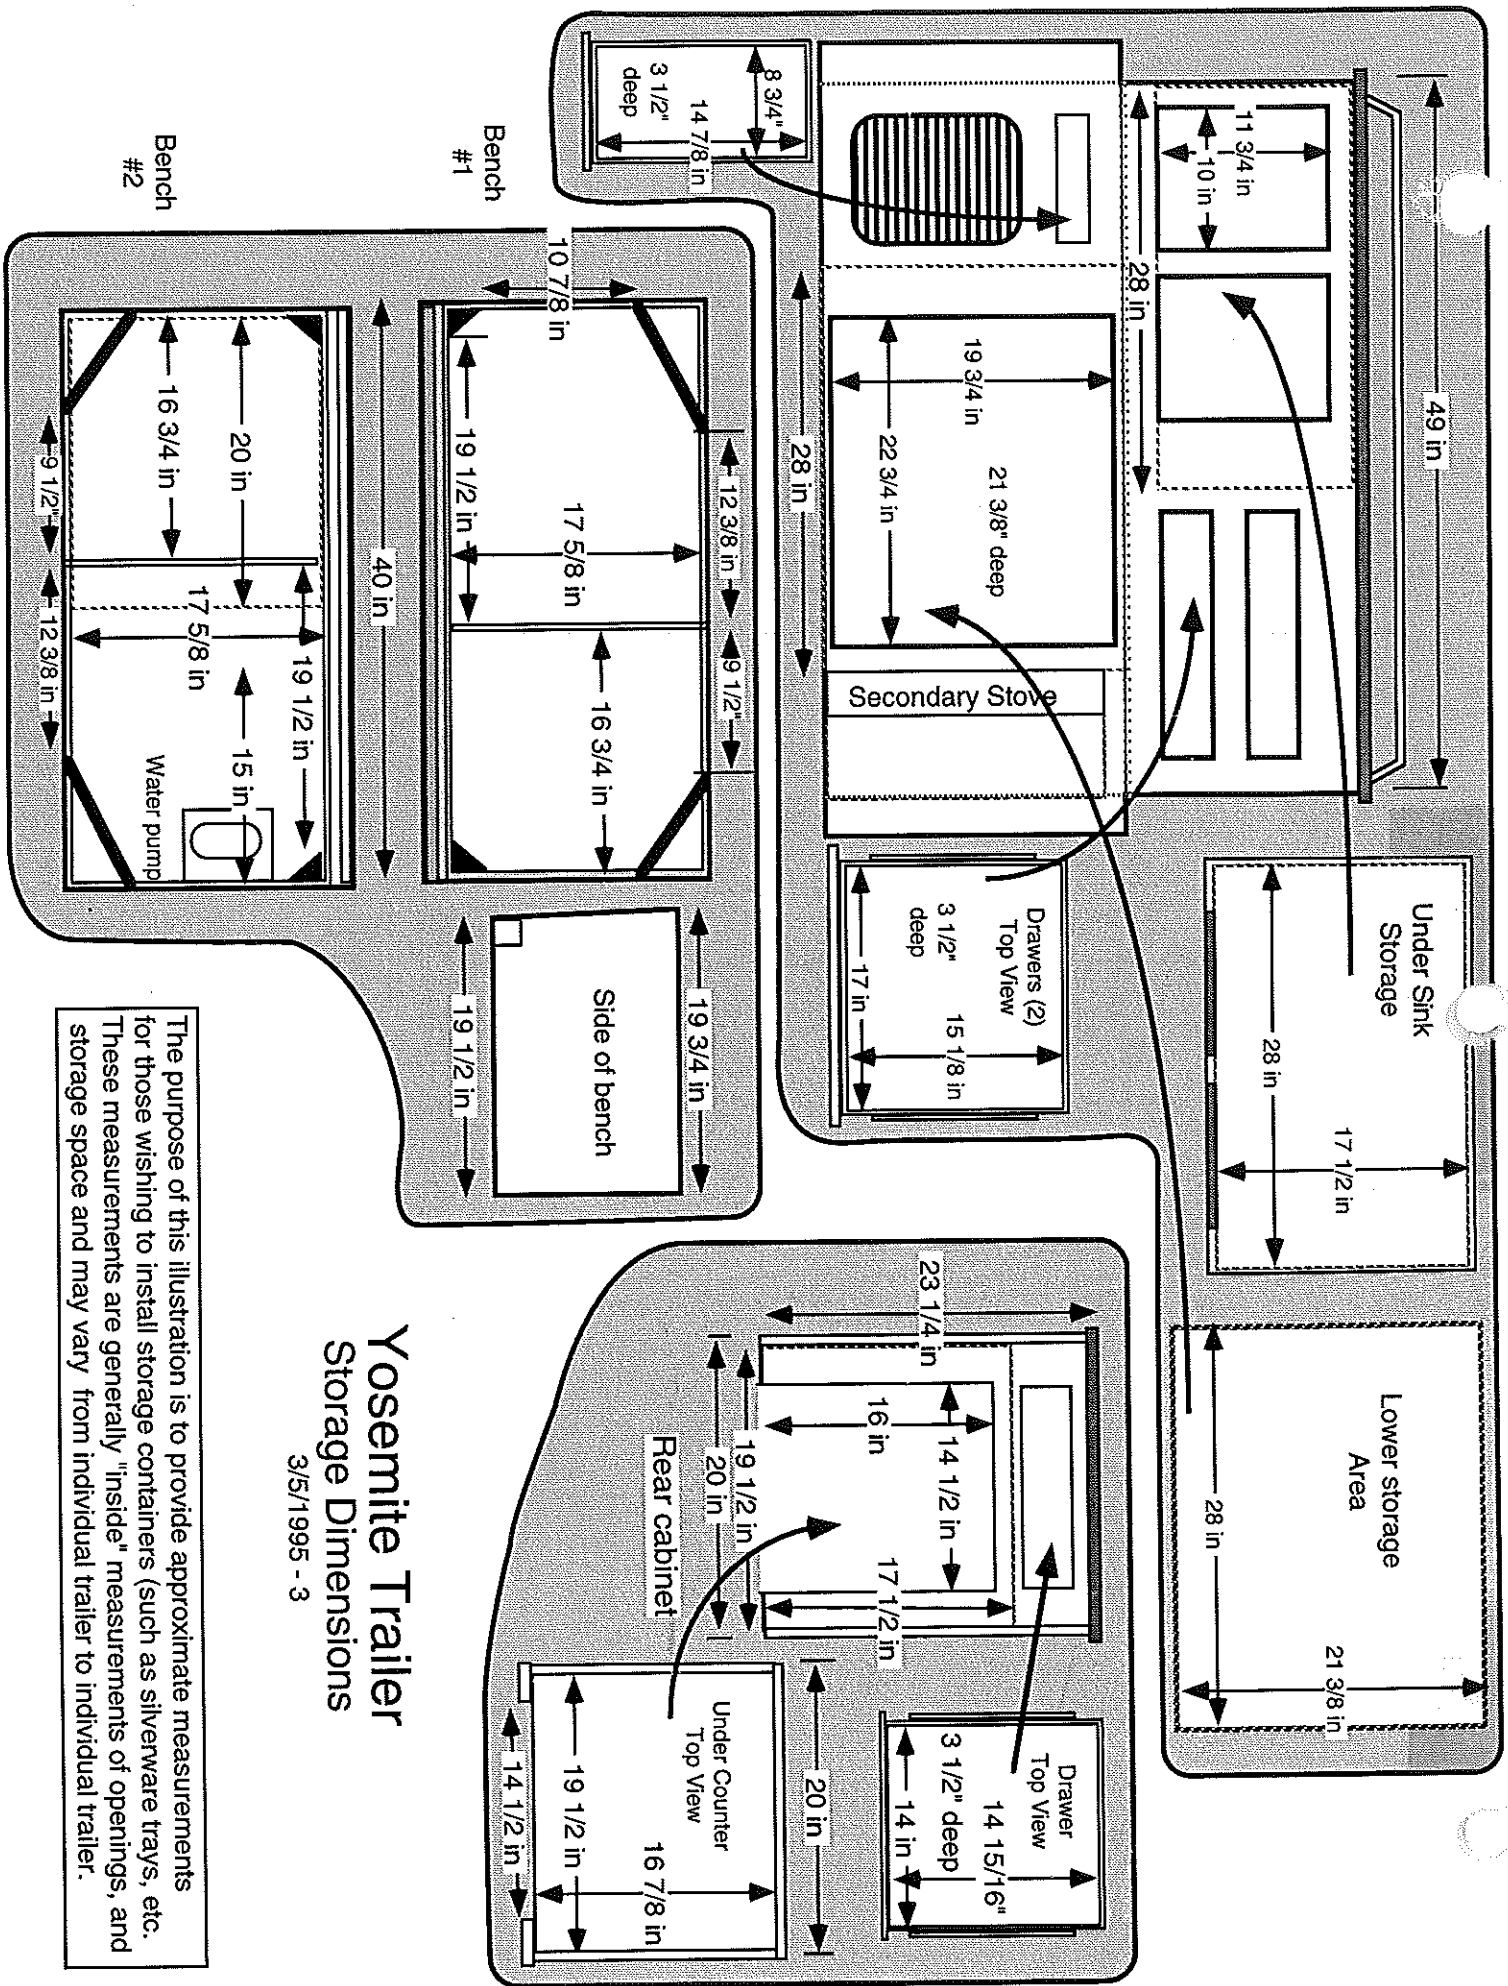 49 in
11 3/4 in
10 in
28 in
8 3/4"
14 7/8 in
3 1/2"
deep
19 3/4 in
22 3/4 in
21 3/8" deep
28 in
Secondary Stove
Under Sink
Storage
28 in
17 1/2 in
Drawers (2)
Top View
3 1/2"
deep
15 1/8 in
17 in
Lower storage
Area
28 in
21 3/8 in
Bench
#1
10 7/8 in
12 3/8 in
9 1/2"
17 5/8 in
19 1/2 in
16 3/4 in
40 in
Bench
#2
20 in
16 3/4 in
19 1/2 in
15 in
17 5/8 in
Water pump
9 1/2"
12 3/8 in
19 3/4 in
Side of bench
19 1/2 in
23 1/4 in
14 1/2 in
16 in
17 1/2 in
19 1/2 in
20 in
Rear cabinet
Drawer
Top View
14 15/16"
3 1/2" deep
14 in
20 in
Under Counter
Top View
16 7/8 in
19 1/2 in
14 1/2 in
Yosemite Trailer
Storage Dimensions
3/5/1995 - 3
The purpose of this illustration is to provide approximate measurements
for those wishing to install storage containers (such as silverware trays, etc.
These measurements are generally "inside" measurements of openings, and
storage space and may vary from individual trailer to individual trailer.